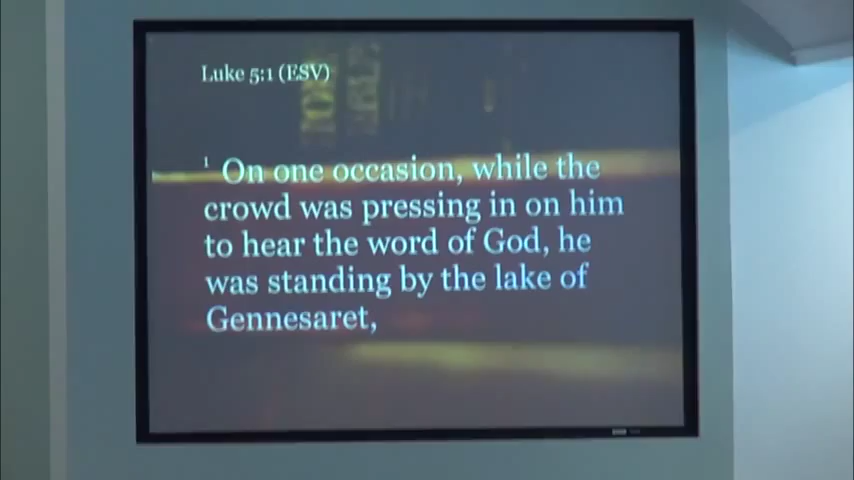 Luke 5:1 (ESV)
1 On one occasion, while the
crowd was pressing in on him
to hear the word of God, he
was standing by the lake of
Gennesaret,